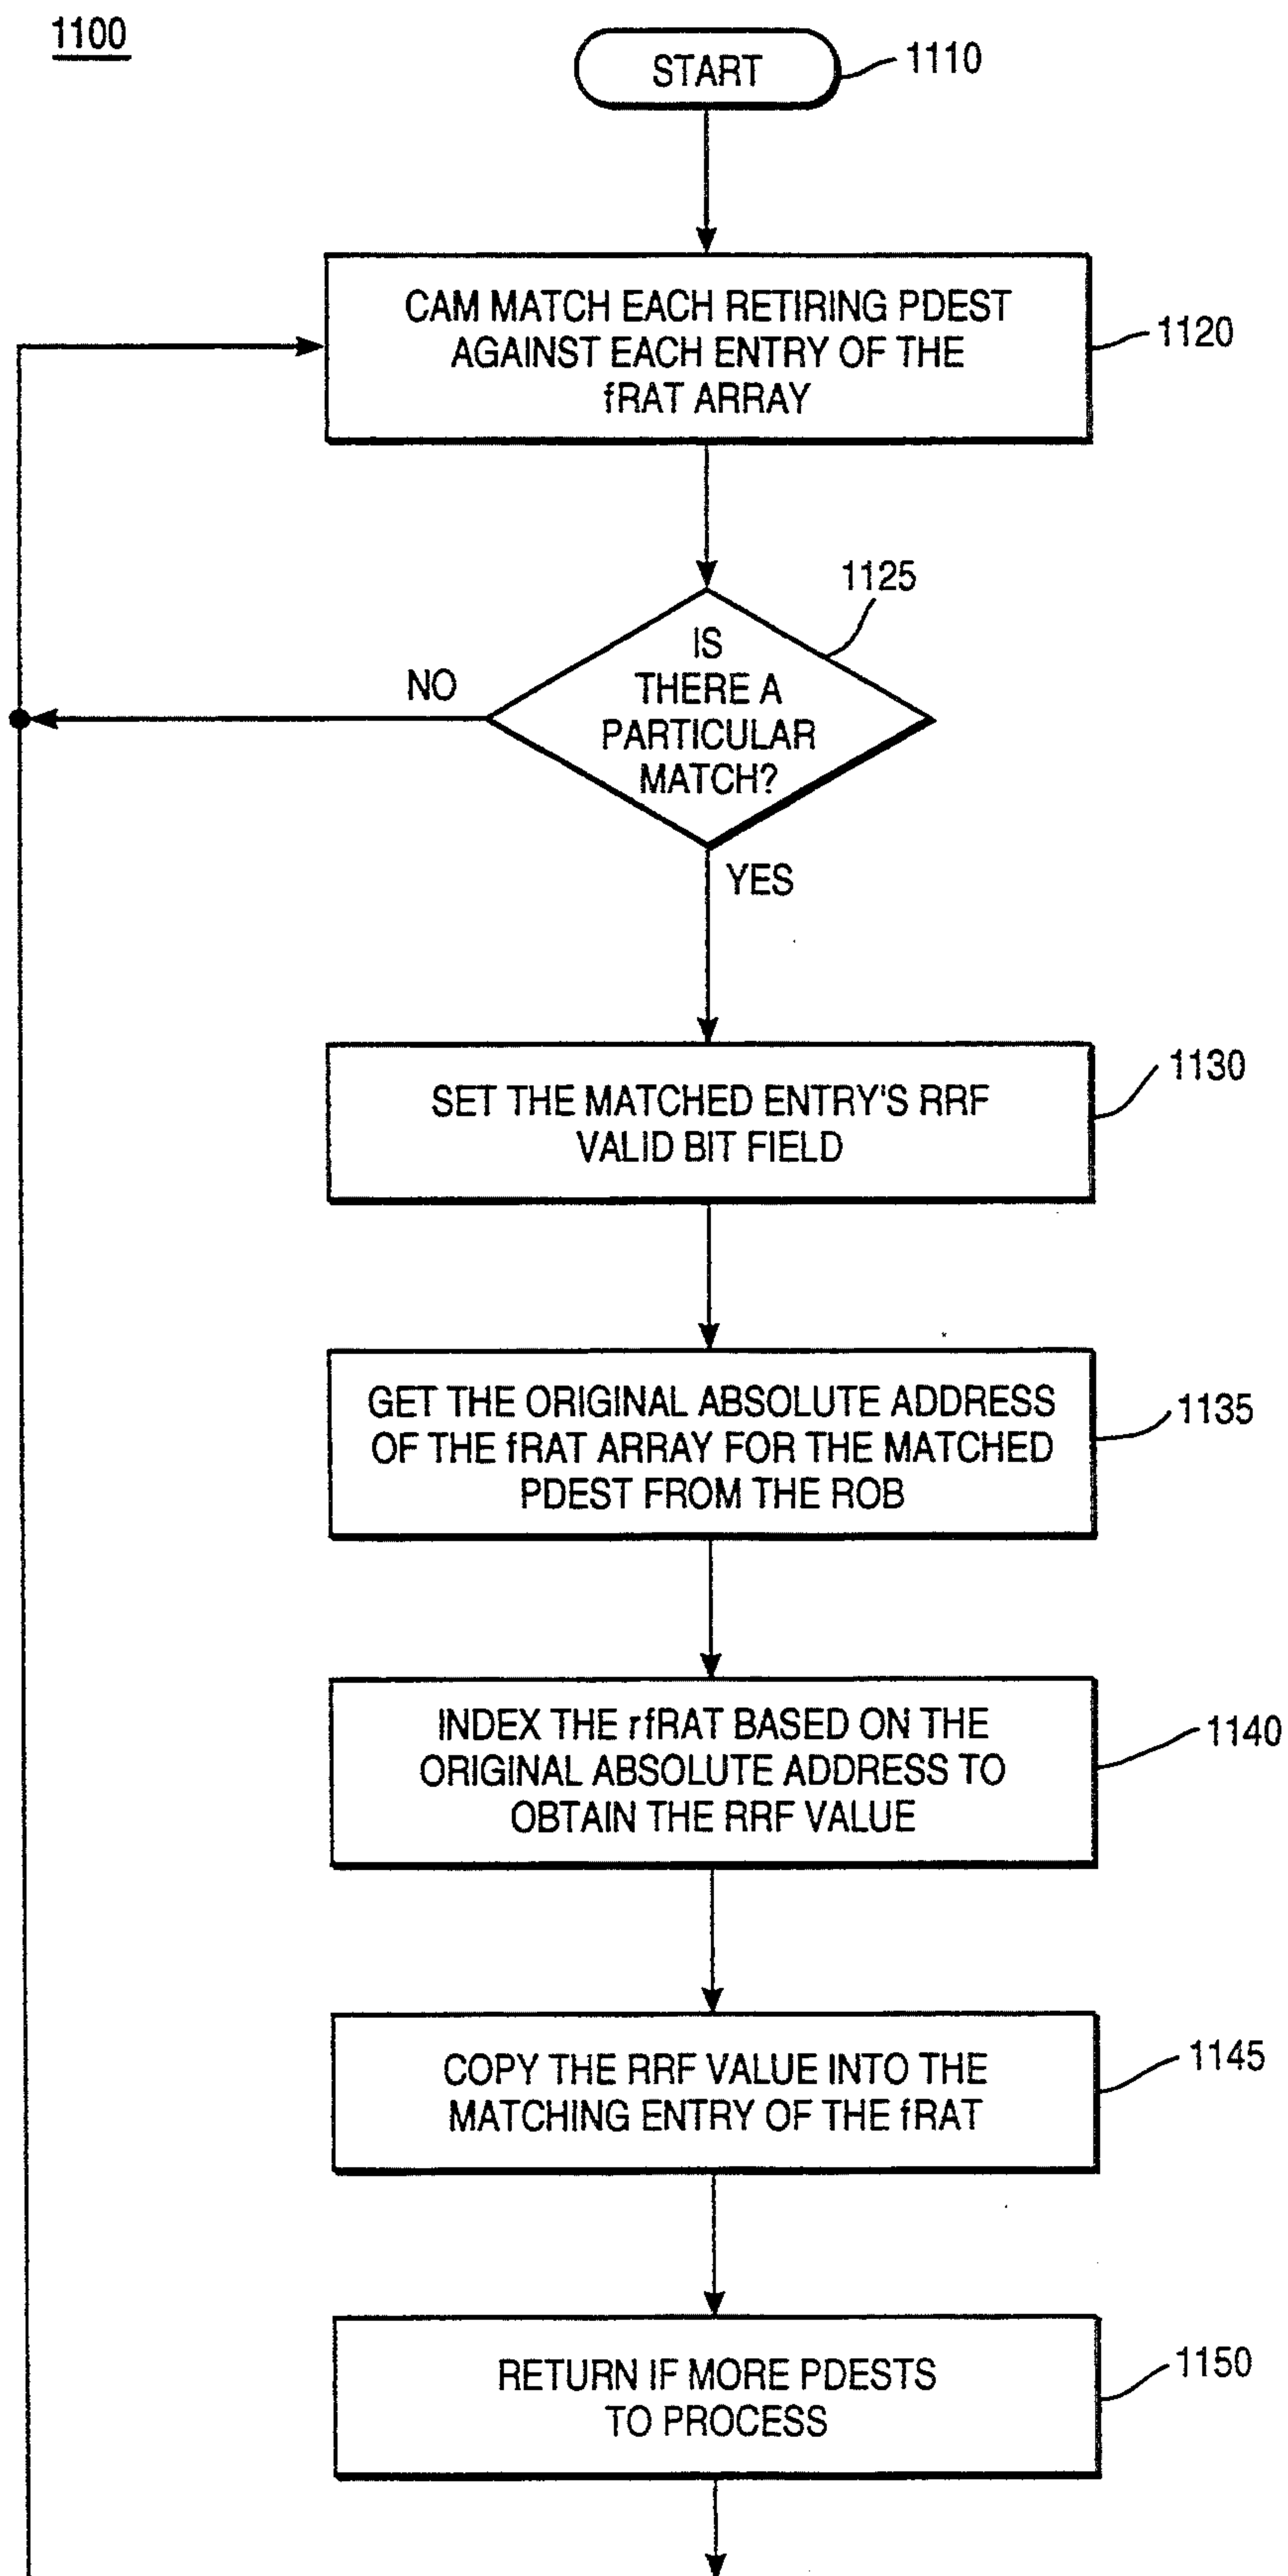 1100
START
1110
CAM MATCH EACH RETIRING PDEST
AGAINST EACH ENTRY OF THE
fRAT ARRAY
1120
1125
IS
THERE A
PARTICULAR
MATCH?
NO
YES
SET THE MATCHED ENTRY'S RRF
VALID BIT FIELD
1130
GET THE ORIGINAL ABSOLUTE ADDRESS
OF THE fRAT ARRAY FOR THE MATCHED
PDEST FROM THE ROB
1135
INDEX THE rfRAT BASED ON THE
ORIGINAL ABSOLUTE ADDRESS TO
OBTAIN THE RRF VALUE
1140
COPY THE RRF VALUE INTO THE
MATCHING ENTRY OF THE fRAT
1145
RETURN IF MORE PDESTS
TO PROCESS
1150